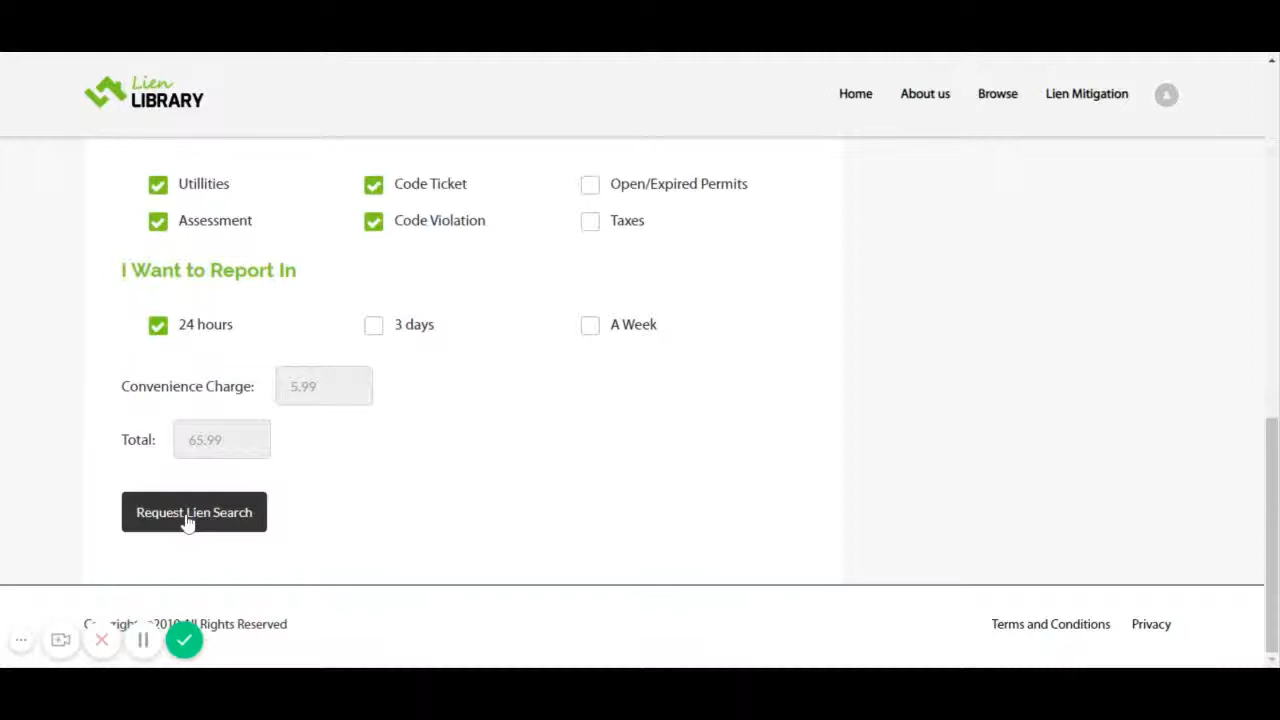 Lien
LIBRARY
Home About us Browse Lien Mitigation
Utillities Code Ticket Open/Expired Permits
Assessment Code Violation Taxes
I Want to Report In
24 hours 3 days A Week
Convenience Charge: 5.99
Total: 65.99
Request Lien Search
All Rights Reserved Terms and Conditions Privacy